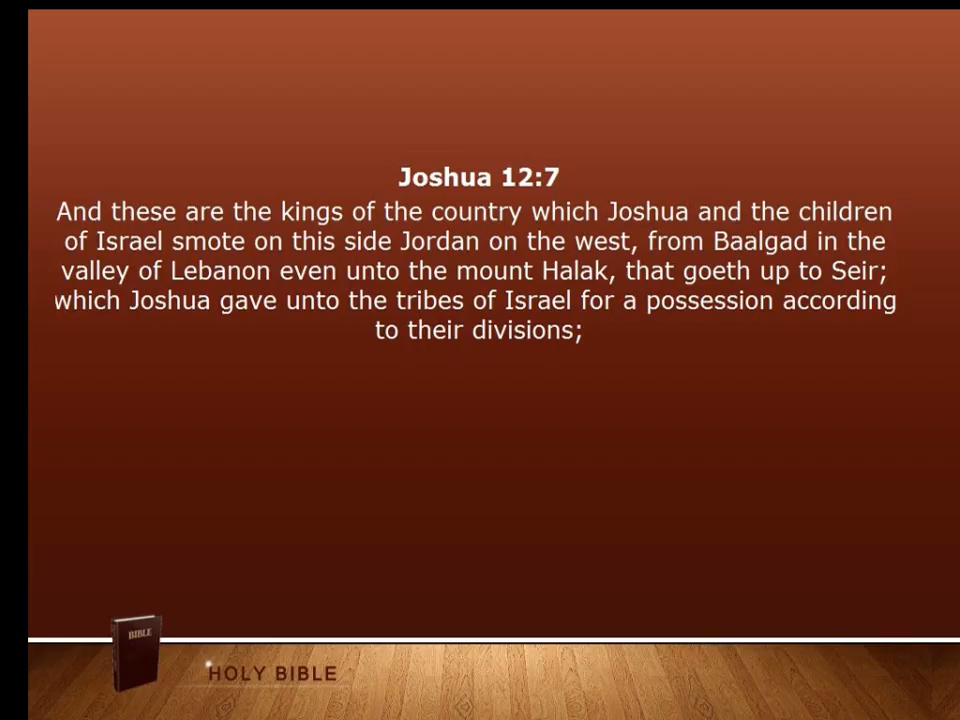 Joshua 12:7
And these are the kings of the country which Joshua and the children
of Israel smote on this side Jordan on the west, from Baalgad in the
valley of Lebanon even unto the mount Halak, that goeth up to Seir;
which Joshua gave unto the tribes of Israel for a possession according
to their divisions;
BIBLE
HOLY BIBLE